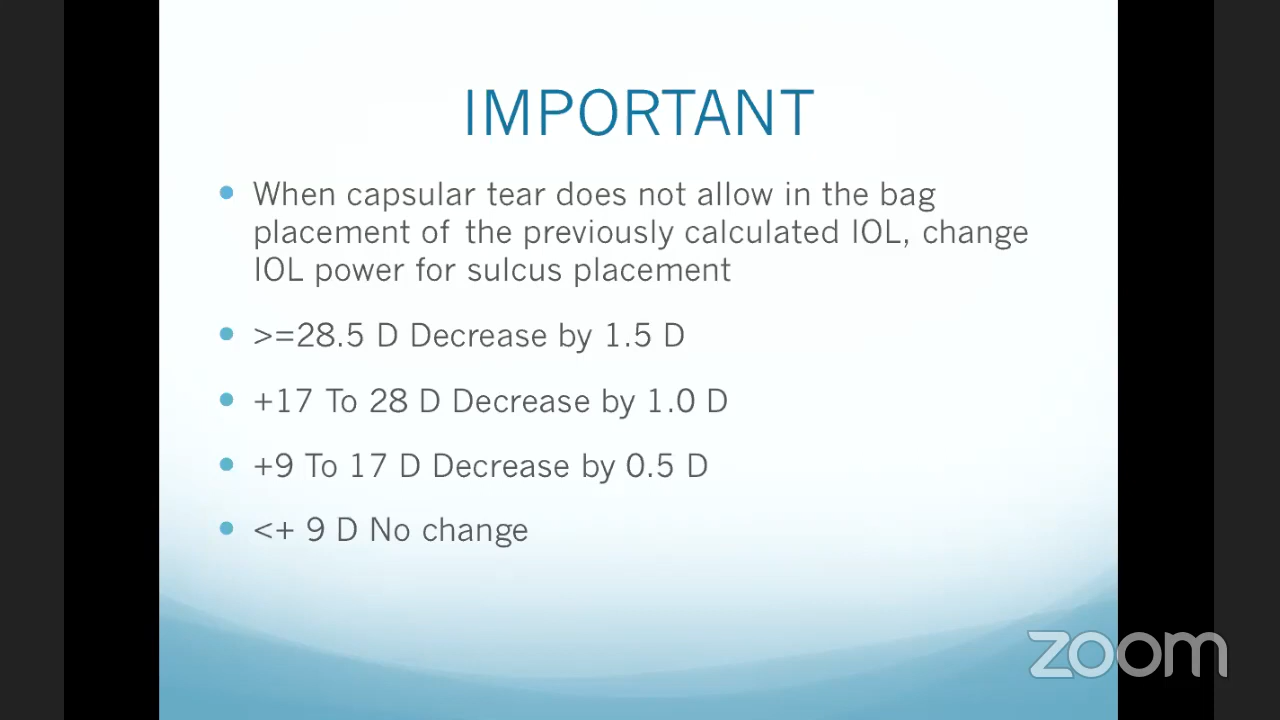 IMPORTANT
When capsular tear does not allow in the bag
placement of the previously calculated IOL, change
IOL power for sulcus placement
>=28.5 D Decrease by 1.5 D
+17 To 28 D Decrease by 1.0 D
+9 To 17 D Decrease by 0.5 D
<+ 9 D No change
zoom